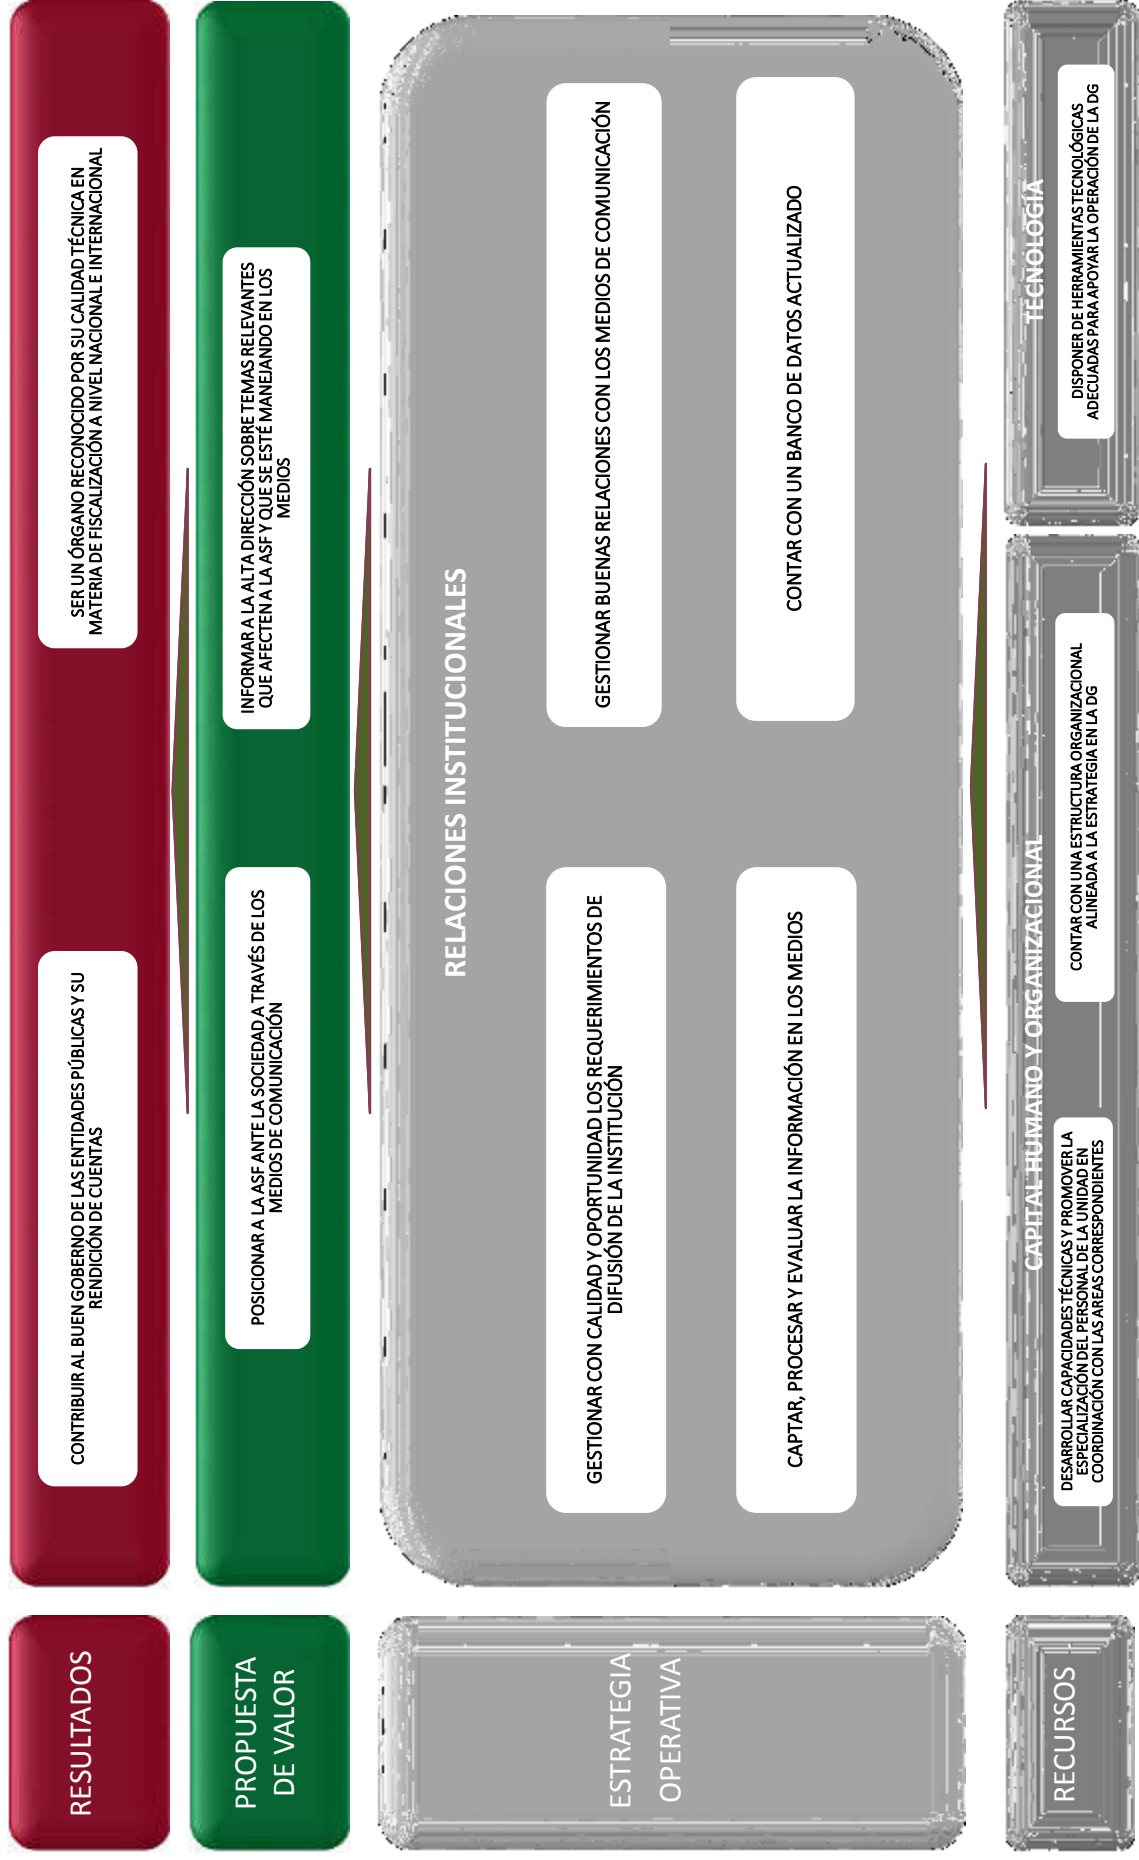 RESULTADOS
CONTRIBUIR AL BUEN GOBIERNO DE LAS ENTIDADES PÚBLICAS Y SU
RENDICIÓN DE CUENTAS
SER UN ÓRGANO RECONOCIDO POR SU CALIDAD TÉCNICA EN
MATERIA DE FISCALIZACIÓN A NIVEL NACIONAL E INTERNACIONAL
PROPUESTA
DE VALOR
POSICIONAR A LA ASF ANTE LA SOCIEDAD A TRAVÉS DE LOS
MEDIOS DE COMUNICACIÓN
INFORMAR A LA ALTA DIRECCIÓN SOBRE TEMAS RELEVANTES
QUE AFECTEN A LA ASF Y QUE SE ESTÉ MANEJANDO EN LOS
MEDIOS
ESTRATEGIA
OPERATIVA
RELACIONES INSTITUCIONALES
GESTIONAR CON CALIDAD Y OPORTUNIDAD LOS REQUERIMIENTOS DE
DIFUSIÓN DE LA INSTITUCIÓN
GESTIONAR BUENAS RELACIONES CON LOS MEDIOS DE COMUNICACIÓN
CAPTAR, PROCESAR Y EVALUAR LA INFORMACIÓN EN LOS MEDIOS
CONTAR CON UN BANCO DE DATOS ACTUALIZADO
RECURSOS
CAPITAL HUMANO Y ORGANIZACIONAL
DESARROLLAR CAPACIDADES TÉCNICAS Y PROMOVER LA
ESPECIALIZACIÓN DEL PERSONAL DE LA UNIDAD EN
COORDINACIÓN CON LAS AREAS CORRESPONDIENTES
CONTAR CON UNA ESTRUCTURA ORGANIZACIONAL
ALINEADA A LA ESTRATEGIA EN LA DG
TECNOLOGÍA
DISPONER DE HERRAMIENTAS TECNOLÓGICAS
ADECUADAS PARA APOYAR LA OPERACIÓN DE LA DG